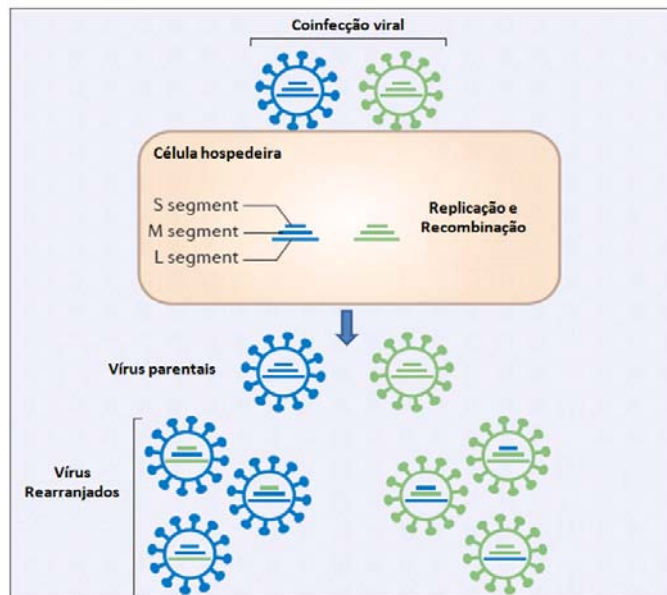 Coinfecção viral
Célula hospedeira
S segment
M segment
L segment
Replicação e
Recombinação
Vírus parentais
Vírus
Rearranjados